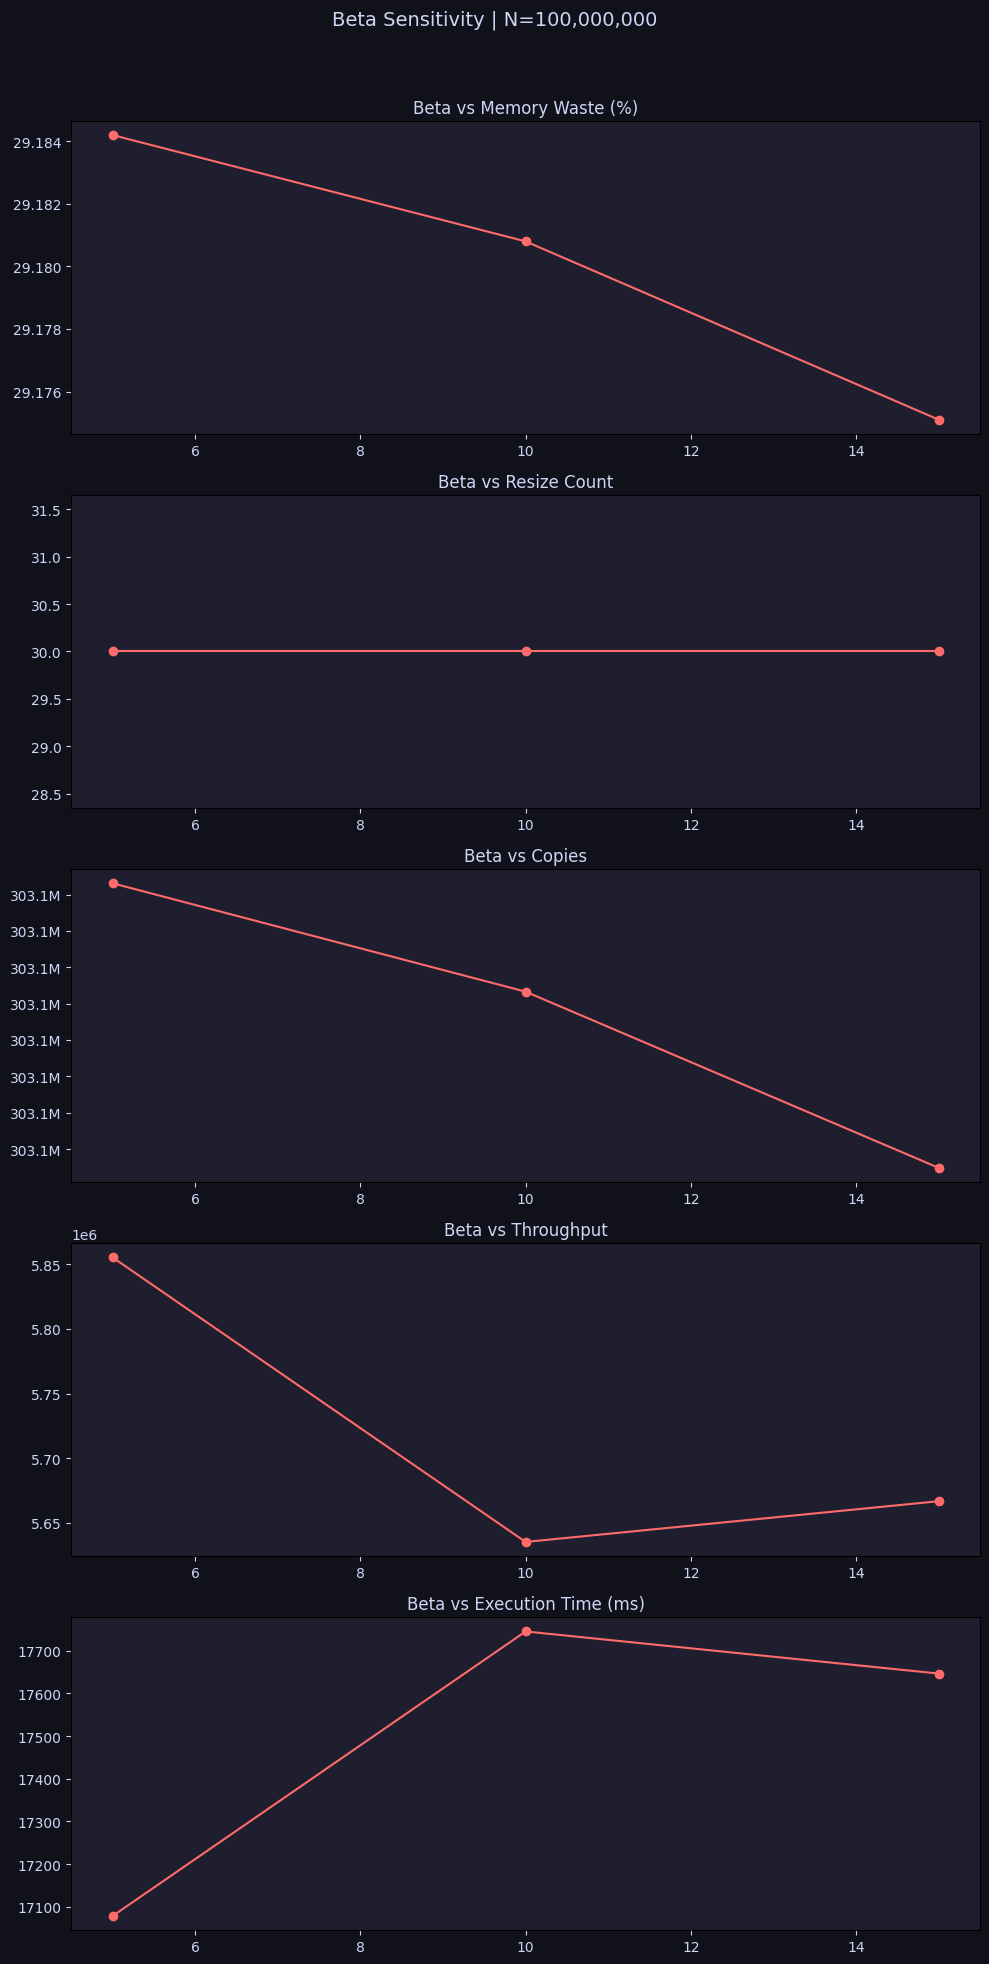 Beta Sensitivity | N=100,000,000
Beta vs Memory Waste (%)
29.184
29.182
29.180
29.178
29.176
6 8 10 12 14
Beta vs Resize Count
31.5
31.0
30.5
30.0
29.5
29.0
28.5
6 8 10 12 14
Beta vs Copies
303.1M
303.1M
303.1M
303.1M
303.1M
303.1M
303.1M
303.1M
6 8 10 12 14
Beta vs Throughput
1e6
5.85
5.80
5.75
5.70
5.65
6 8 10 12 14
Beta vs Execution Time (ms)
17700
17600
17500
17400
17300
17200
17100
6 8 10 12 14